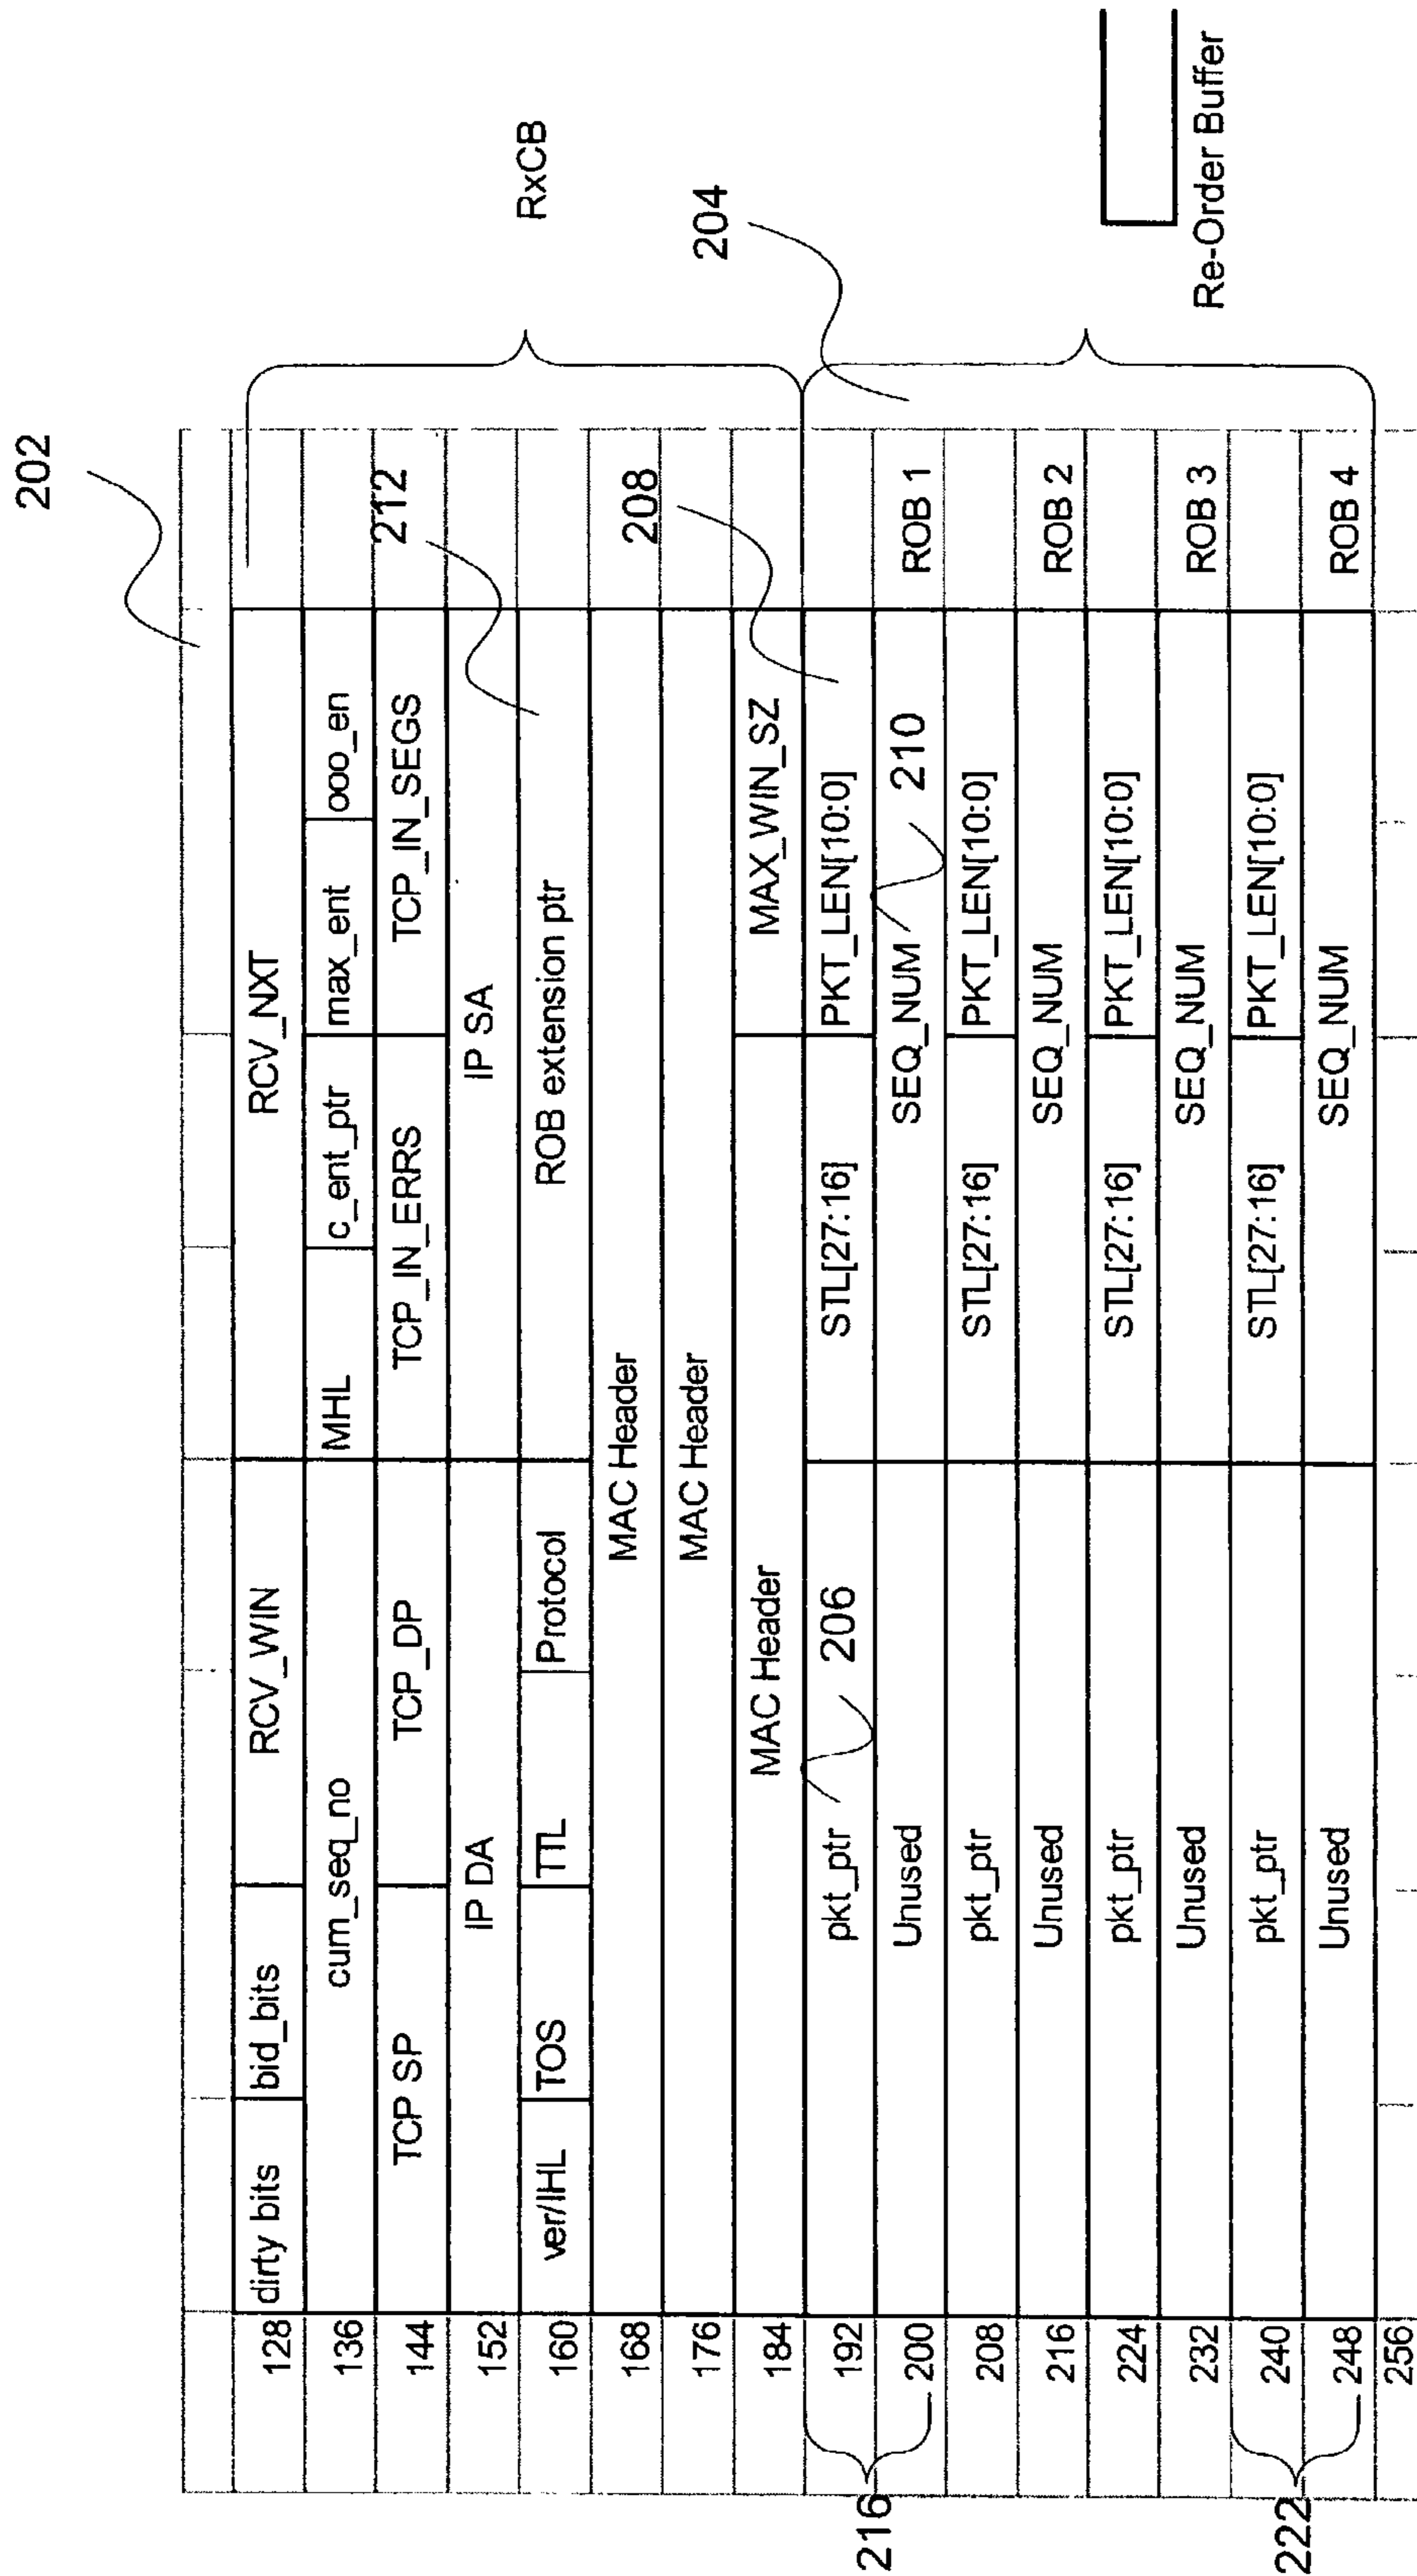 202
128 dirty bits bid_bits RCV_WIN RCV_NXT
136 cum_seq_no MHL c_ent_ptr max_ent ooo_en
144 TCP SP TCP_DP TCP_IN_ERRS TCP_IN_SEGS
212
152 IP DA IP SA
160 ver/IHL TOS TTL Protocol ROB extension ptr
RxCB
168 MAC Header
176 MAC Header
208
184 MAC Header MAX_WIN_SZ
204
192 pkt_ptr 206 STL[27:16] PKT_LEN[10:0]
216
200 Unused SEQ_NUM 210 ROB 1
208 pkt_ptr STL[27:16] PKT_LEN[10:0]
216 Unused SEQ_NUM ROB 2
224 pkt_ptr STL[27:16] PKT_LEN[10:0]
232 Unused SEQ_NUM ROB 3
Re-Order Buffer
240 pkt_ptr STL[27:16] PKT_LEN[10:0]
222
248 Unused SEQ_NUM ROB 4
256